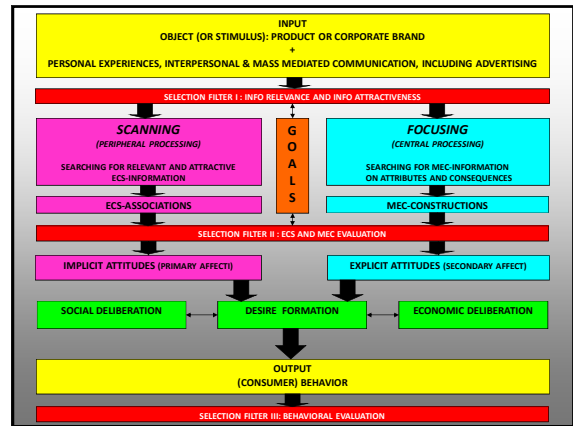 INPUT
OBJECT (OR STIMULUS): PRODUCT OR CORPORATE BRAND
+
PERSONAL EXPERIENCES, INTERPERSONAL & MASS MEDIATED COMMUNICATION, INCLUDING ADVERTISING
SELECTION FILTER I : INFO RELEVANCE AND INFO ATTRACTIVENESS
SCANNING
(PERIPHERAL PROCESSING)
SEARCHING FOR RELEVANT AND ATTRACTIVE
ECS-INFORMATION
G
O
A
L
S
FOCUSING
(CENTRAL PROCESSING)
SEARCHING FOR MEC-INFORMATION
ON ATTRIBUTES AND CONSEQUENCES
ECS-ASSOCIATIONS
MEC-CONSTRUCTIONS
SELECTION FILTER II : ECS AND MEC EVALUATION
IMPLICIT ATTITUDES (PRIMARY AFFECTI)
EXPLICIT ATTITUDES (SECONDARY AFFECT)
SOCIAL DELIBERATION
DESIRE FORMATION
ECONOMIC DELIBERATION
OUTPUT
(CONSUMER) BEHAVIOR
SELECTION FILTER III: BEHAVIORAL EVALUATION